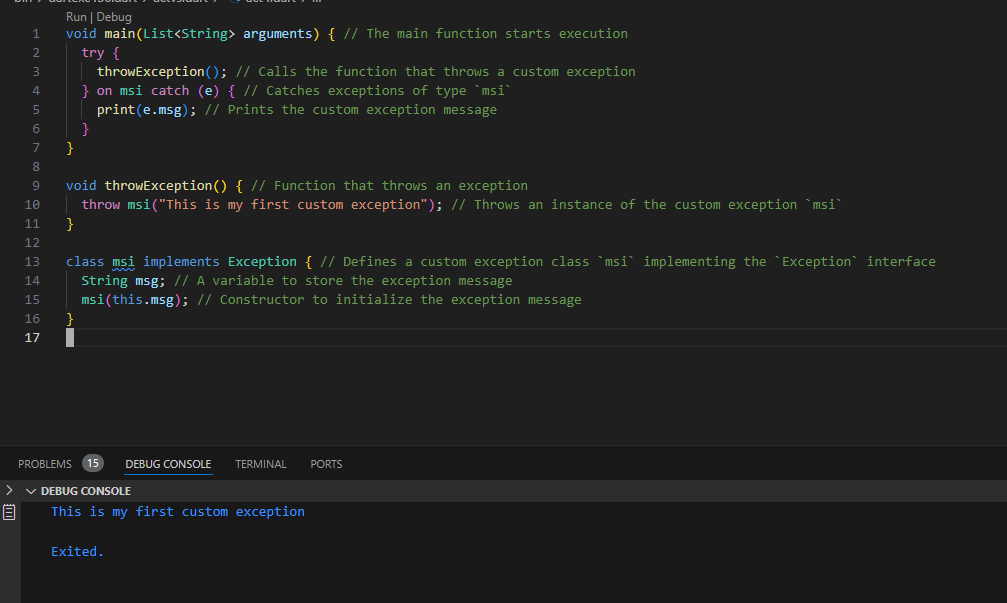 Run | Debug
1 void main(List<String> arguments) { // The main function starts execution
2 try {
3 throwException(); // Calls the function that throws a custom exception
4 } on msi catch (e) { // Catches exceptions of type `msi`
5 print(e.msg); // Prints the custom exception message
6 }
7 }
8
9 void throwException() { // Function that throws an exception
10 throw msi("This is my first custom exception"); // Throws an instance of the custom exception `msi`
11 }
12
13 class msi implements Exception { // Defines a custom exception class `msi` implementing the `Exception` interface
14 String msg; // A variable to store the exception message
15 msi(this.msg); // Constructor to initialize the exception message
16 }
17
PROBLEMS 15 DEBUG CONSOLE TERMINAL PORTS
DEBUG CONSOLE
This is my first custom exception
Exited.